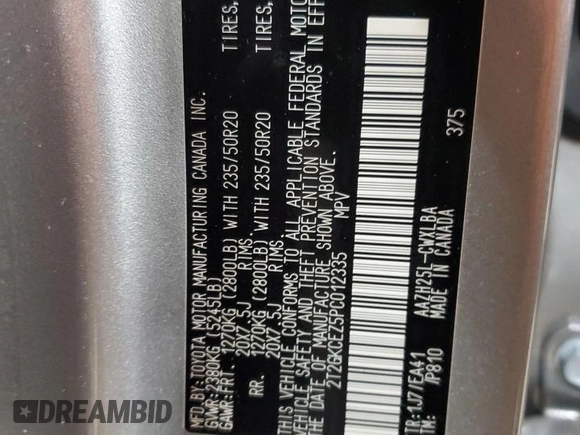 MFD.BY:TOYOTA MOTOR MANUFACTURING CANADA INC.
GVWR:2380KG (5245LB)
GAWR:FRT. 1270KG (2800LB) WITH 235/50R20 TIRES,
20X7.5J RIMS,
RR. 1270KG (2800LB) WITH 235/50R20 TIRES,
20X7.5J RIMS,
THIS VEHICLE CONFORMS TO ALL APPLICABLE FEDERAL MOTO
VEHICLE SAFETY AND THEFT PREVENTION STANDARDS IN EFF
THE DATE OF MANUFACTURE SHOWN ABOVE.
2T2GKCEZ5PC012335 MPV
C/TR:1J7/EA41 AAZH25L-CWXLBA
/TM: /P810 MADE IN CANADA
375
DREAMBID